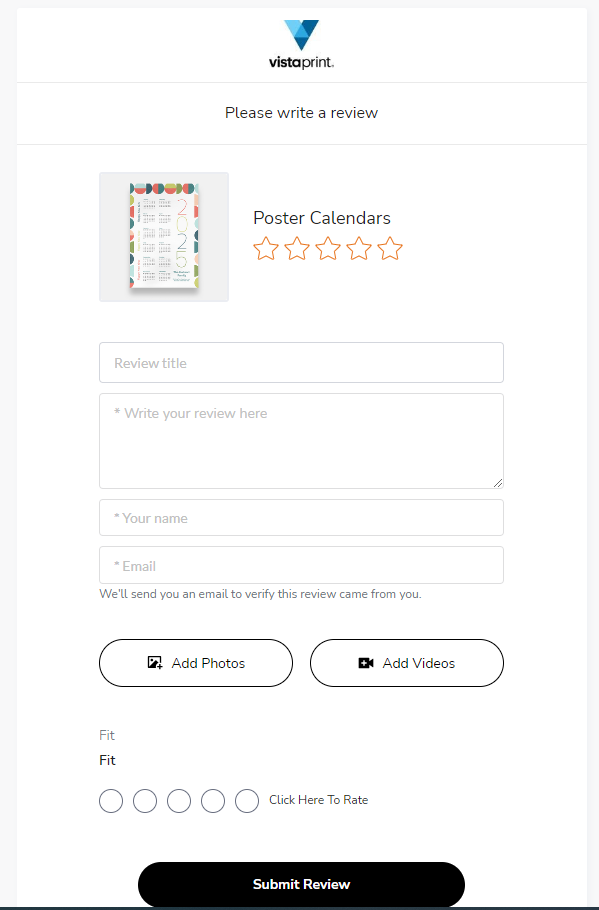 vistaprint.
Please write a review
2025
Poster Calendars
Review title
* Write your review here
* Your name
* Email
We'll send you an email to verify this review came from you.
Add Photos
Add Videos
Fit
Fit
Click Here To Rate
Submit Review